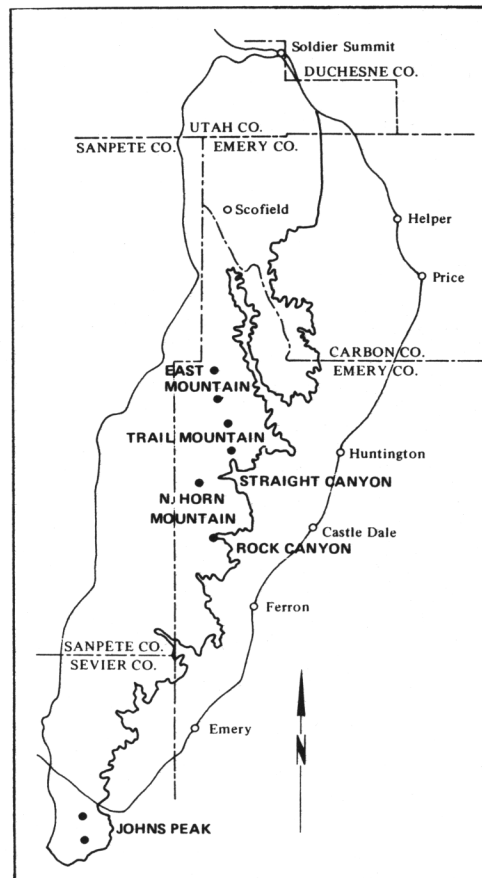 Soldier Summit
DUCHESNE CO.
UTAH CO.
SANPETE CO. EMERY CO.
Scofield
Helper
Price
CARBON CO.
EMERY CO.
EAST
MOUNTAIN
TRAIL MOUNTAIN
Huntington
STRAIGHT CANYON
N. HORN
MOUNTAIN
Castle Dale
ROCK CANYON
Ferron
SANPETE CO.
SEVIER CO.
Emery
N
JOHNS PEAK